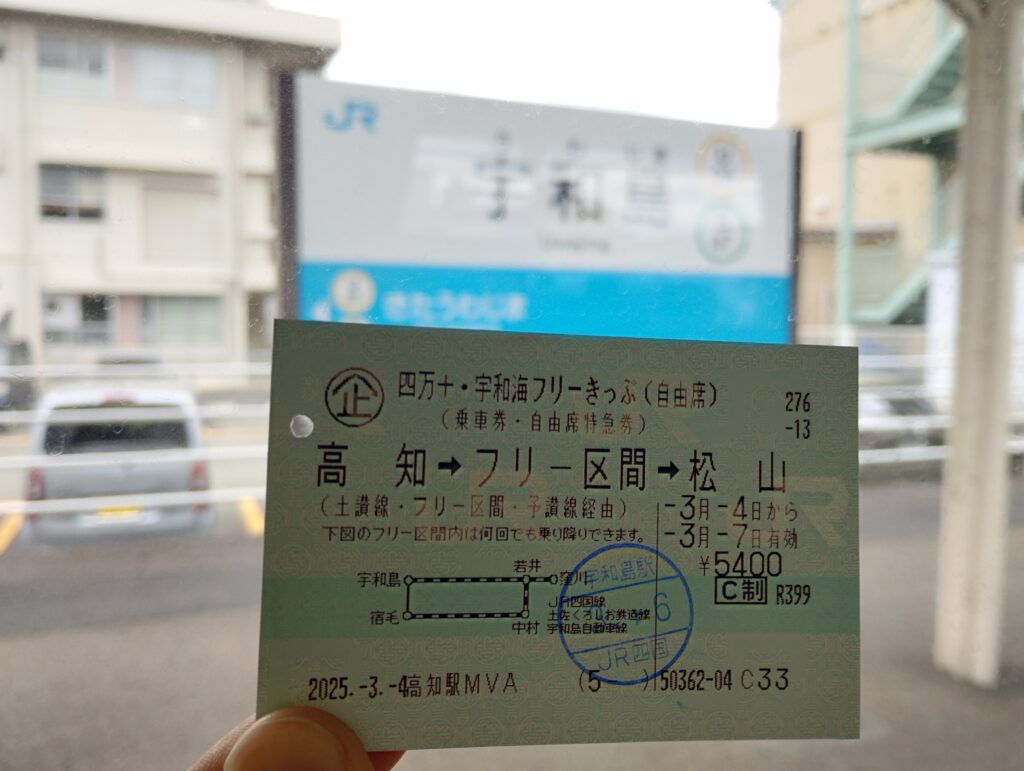 JR
宇和島
きたうわじま
企
四万十・宇和海フリーきっぷ(自由席)
(乗車券・自由席特急券)
276
-13
高 知→フリー区間→松 山
(土讃線・フリー区間・予讃線経由)
-3月-4日から
下図のフリー区間内は何回でも乗り降りできます。
-3月-7日有効
¥5400
C制 R399
宇和島
若井
窪川
宿毛
中村
JR四国線
土佐くろしお鉄道線
宇和島自動車線
宇和島駅
6
JR四国
2025.-3.-4高知駅MVA
(5 )50362-04 C33